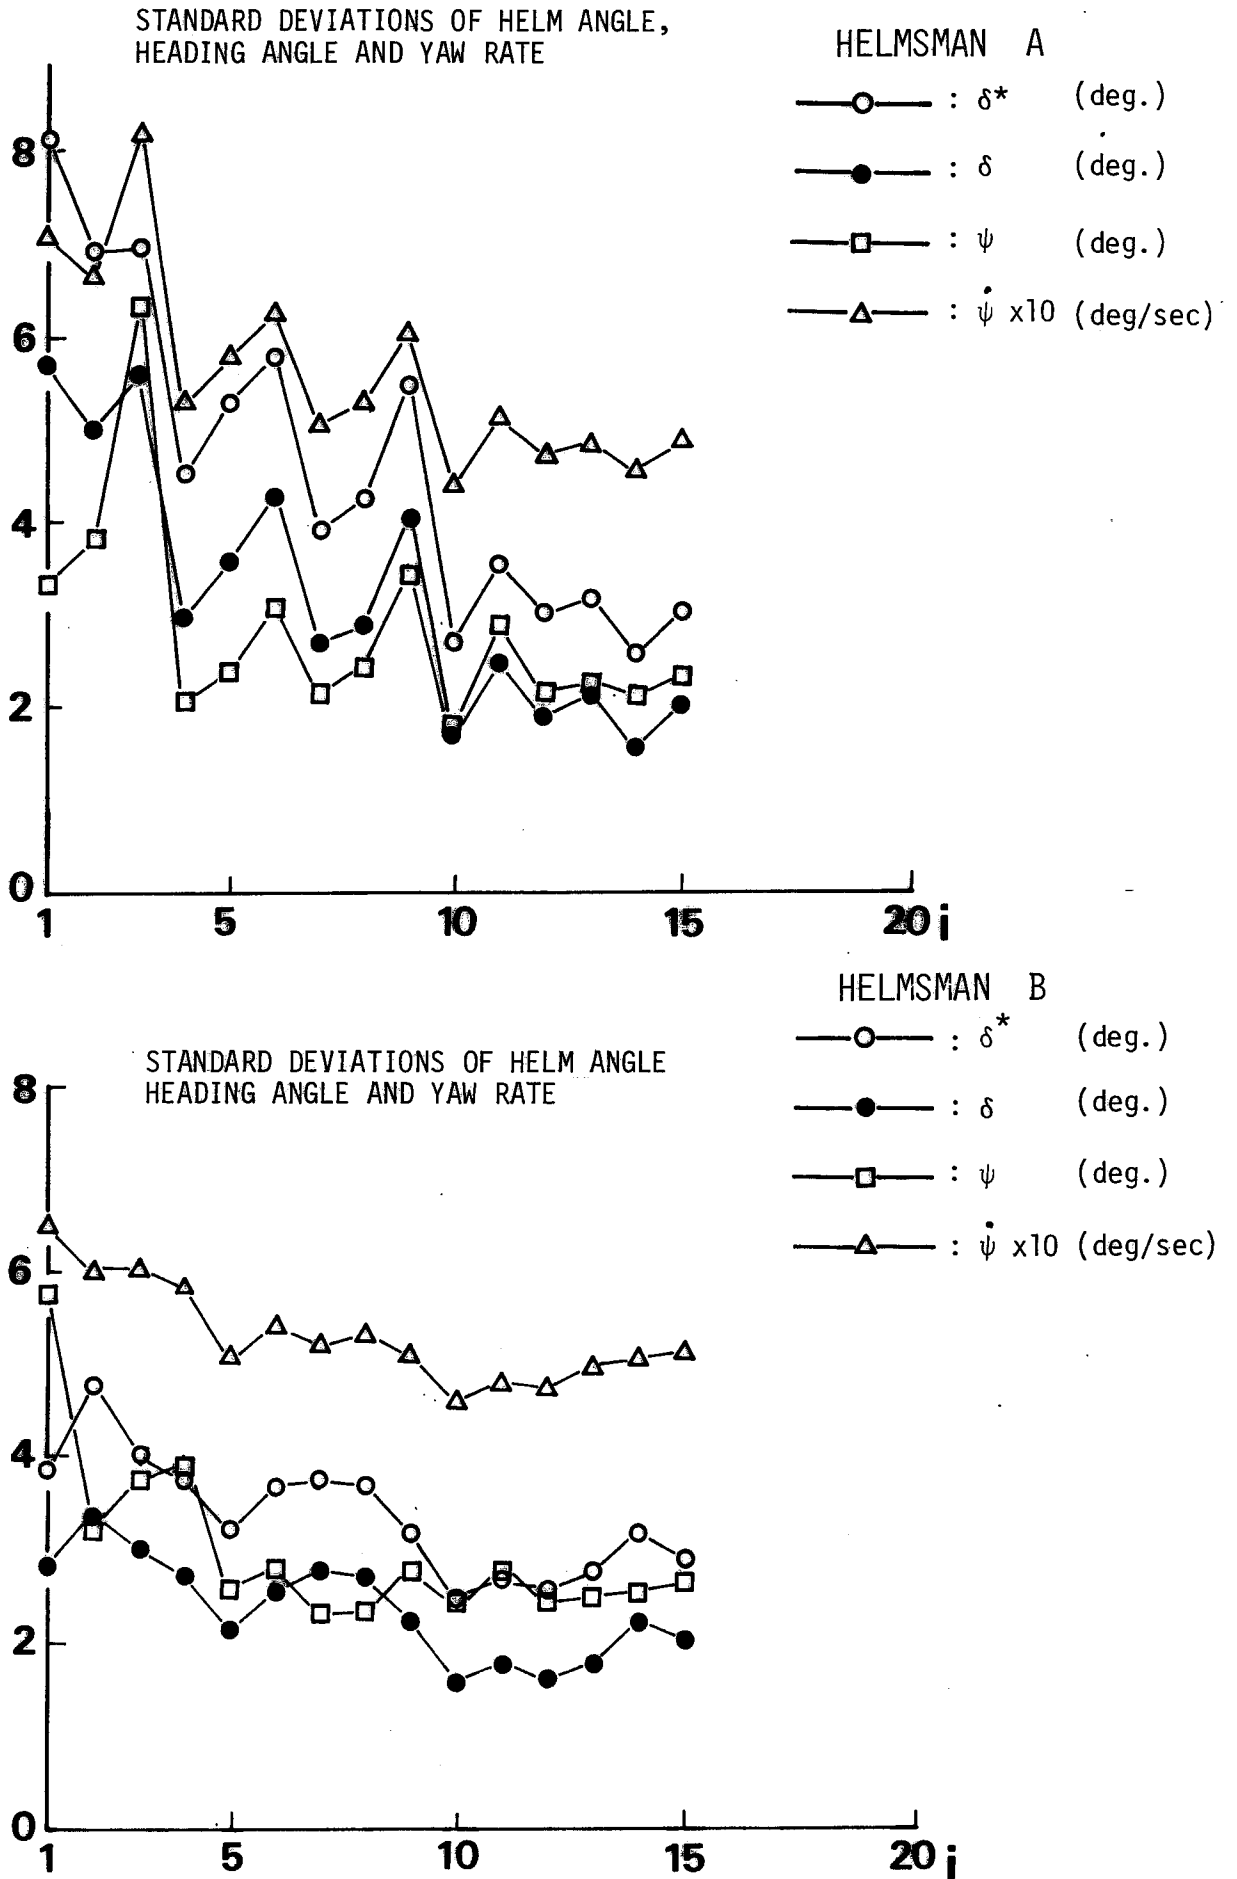 STANDARD DEVIATIONS OF HELM ANGLE,
HEADING ANGLE AND YAW RATE
HELMSMAN A
: δ* (deg.)
: δ (deg.)
: ψ (deg.)
: ψ̇ x10 (deg/sec)
8
6
4
2
0
1 5 10 15 20 i
HELMSMAN B
: δ* (deg.)
: δ (deg.)
: ψ (deg.)
: ψ̇ x10 (deg/sec)
STANDARD DEVIATIONS OF HELM ANGLE
HEADING ANGLE AND YAW RATE
8
6
4
2
0
1 5 10 15 20 i